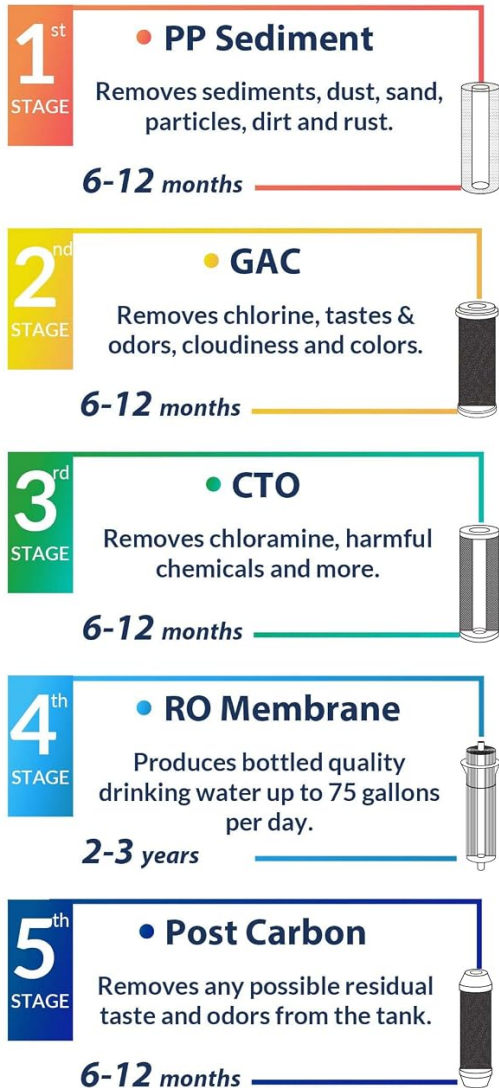 1st
STAGE
• PP Sediment
Removes sediments, dust, sand,
particles, dirt and rust.
6-12 months
2nd
STAGE
• GAC
Removes chlorine, tastes &
odors, cloudiness and colors.
6-12 months
3rd
STAGE
• CTO
Removes chloramine, harmful
chemicals and more.
6-12 months
4th
STAGE
• RO Membrane
Produces bottled quality
drinking water up to 75 gallons
per day.
2-3 years
5th
STAGE
• Post Carbon
Removes any possible residual
taste and odors from the tank.
6-12 months